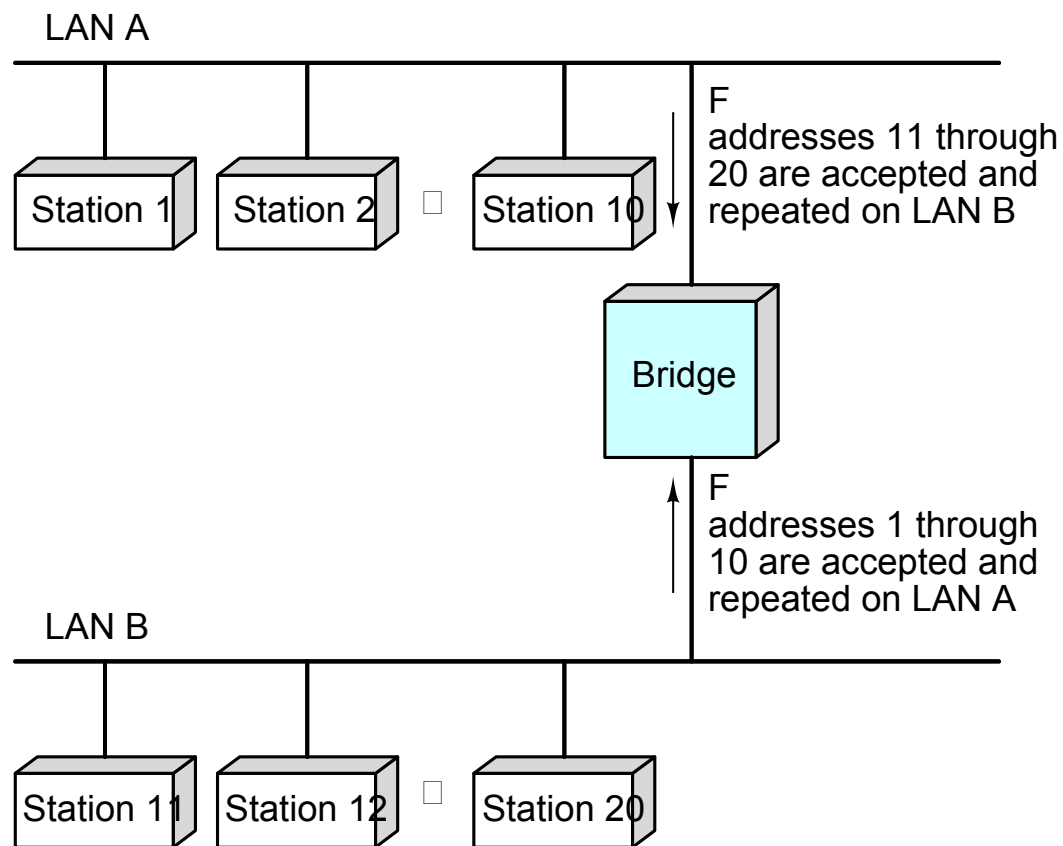 LAN A
F
addresses 11 through
20 are accepted and
repeated on LAN B
Station 1
Station 2
Station 10
Bridge
F
addresses 1 through
10 are accepted and
repeated on LAN A
LAN B
Station 11
Station 12
Station 20